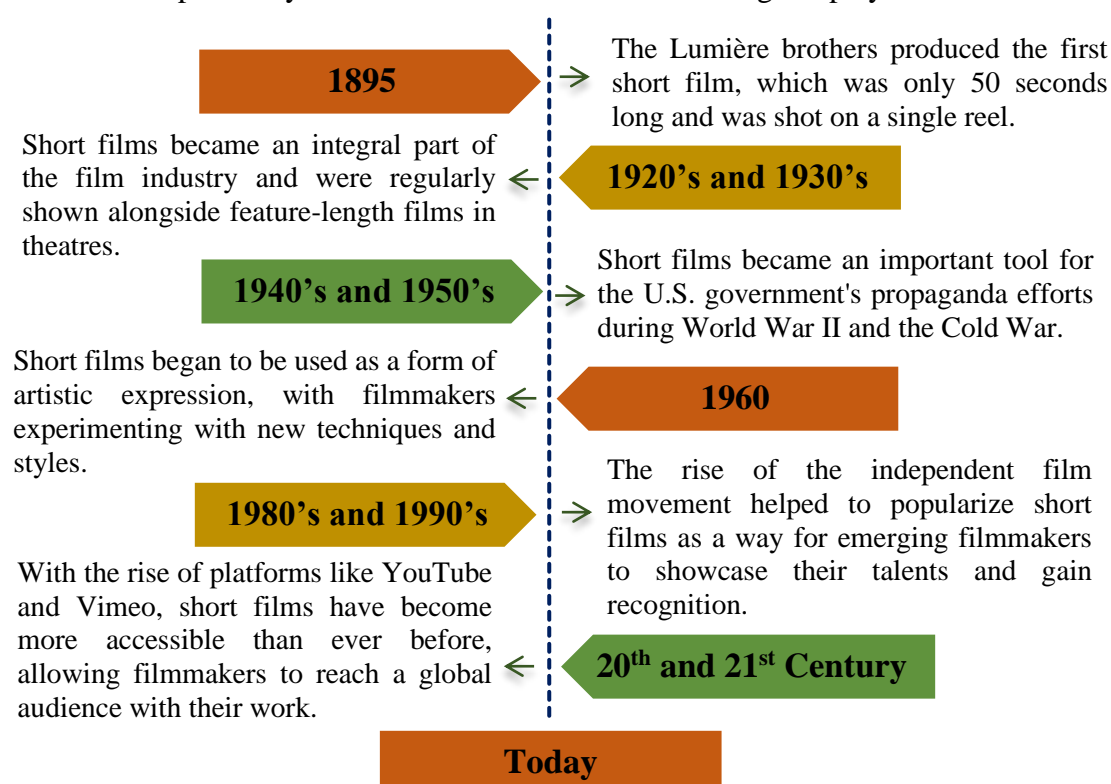 1895
The Lumière brothers produced the first
short film, which was only 50 seconds
long and was shot on a single reel.
1920’s and 1930’s
Short films became an integral part of
the film industry and were regularly
shown alongside feature-length films in
theatres.
1940’s and 1950’s
Short films became an important tool for
the U.S. government's propaganda efforts
during World War II and the Cold War.
1960
Short films began to be used as a form of
artistic expression, with filmmakers
experimenting with new techniques and
styles.
1980’s and 1990’s
The rise of the independent film
movement helped to popularize short
films as a way for emerging filmmakers
to showcase their talents and gain
recognition.
20th and 21st Century
With the rise of platforms like YouTube
and Vimeo, short films have become
more accessible than ever before,
allowing filmmakers to reach a global
audience with their work.
Today